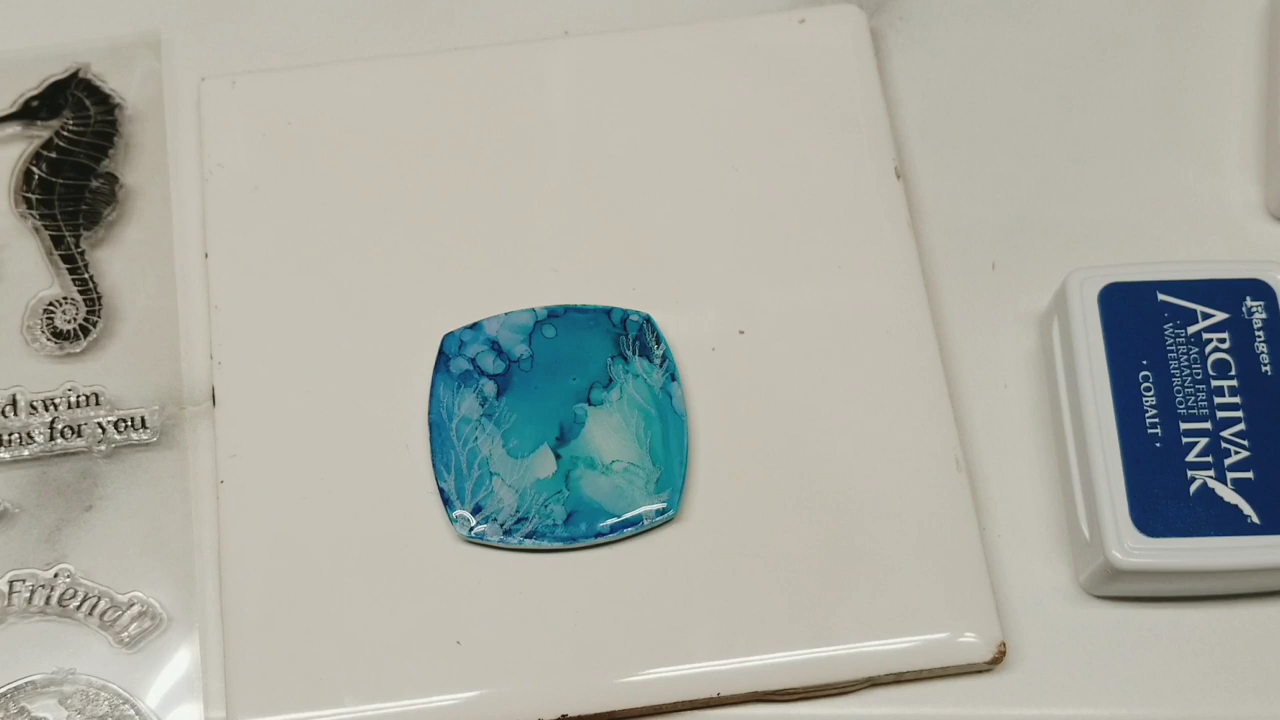 d swim
ns for you
Friend!
Ranger
ARCHIVAL INK
ACID FREE
PERMANENT
WATERPROOF
COBALT